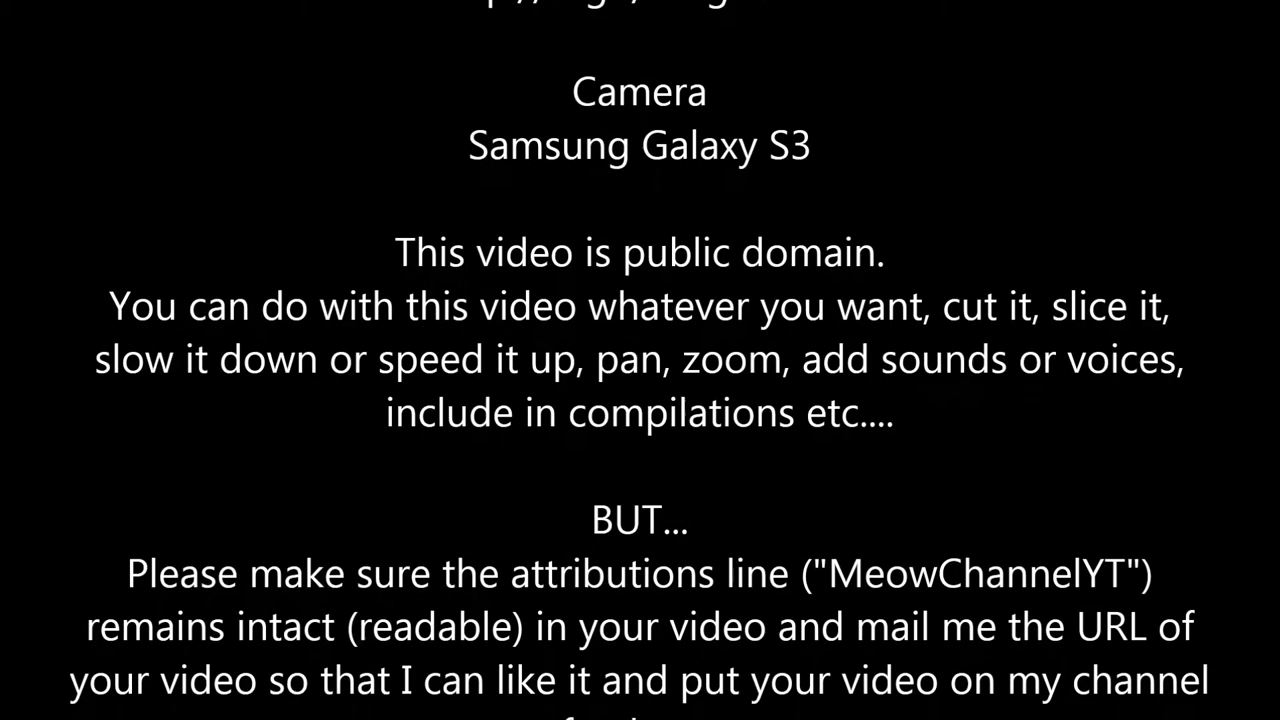 Camera
Samsung Galaxy S3
This video is public domain.
You can do with this video whatever you want, cut it, slice it,
slow it down or speed it up, pan, zoom, add sounds or voices,
include in compilations etc....
BUT...
Please make sure the attributions line ("MeowChannelYT")
remains intact (readable) in your video and mail me the URL of
your video so that I can like it and put your video on my channel